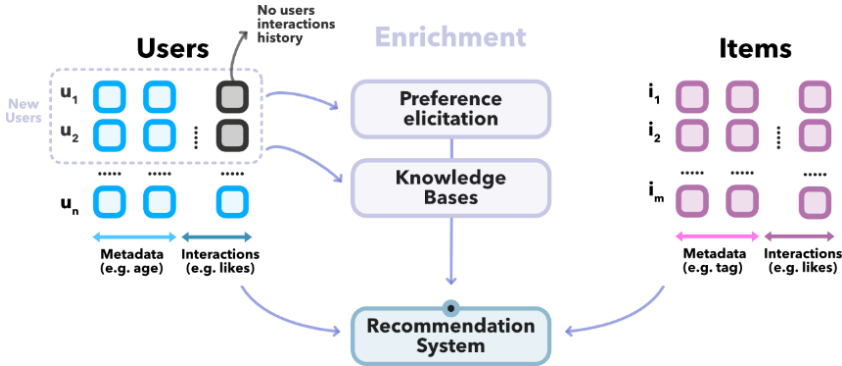 No users
interactions
history
Users
Enrichment
Items
New
Users
u1
u2
un
Preference
elicitation
Knowledge
Bases
i1
i2
im
Metadata
(e.g. age)
Interactions
(e.g. likes)
Metadata
(e.g. tag)
Interactions
(e.g. likes)
Recommendation
System